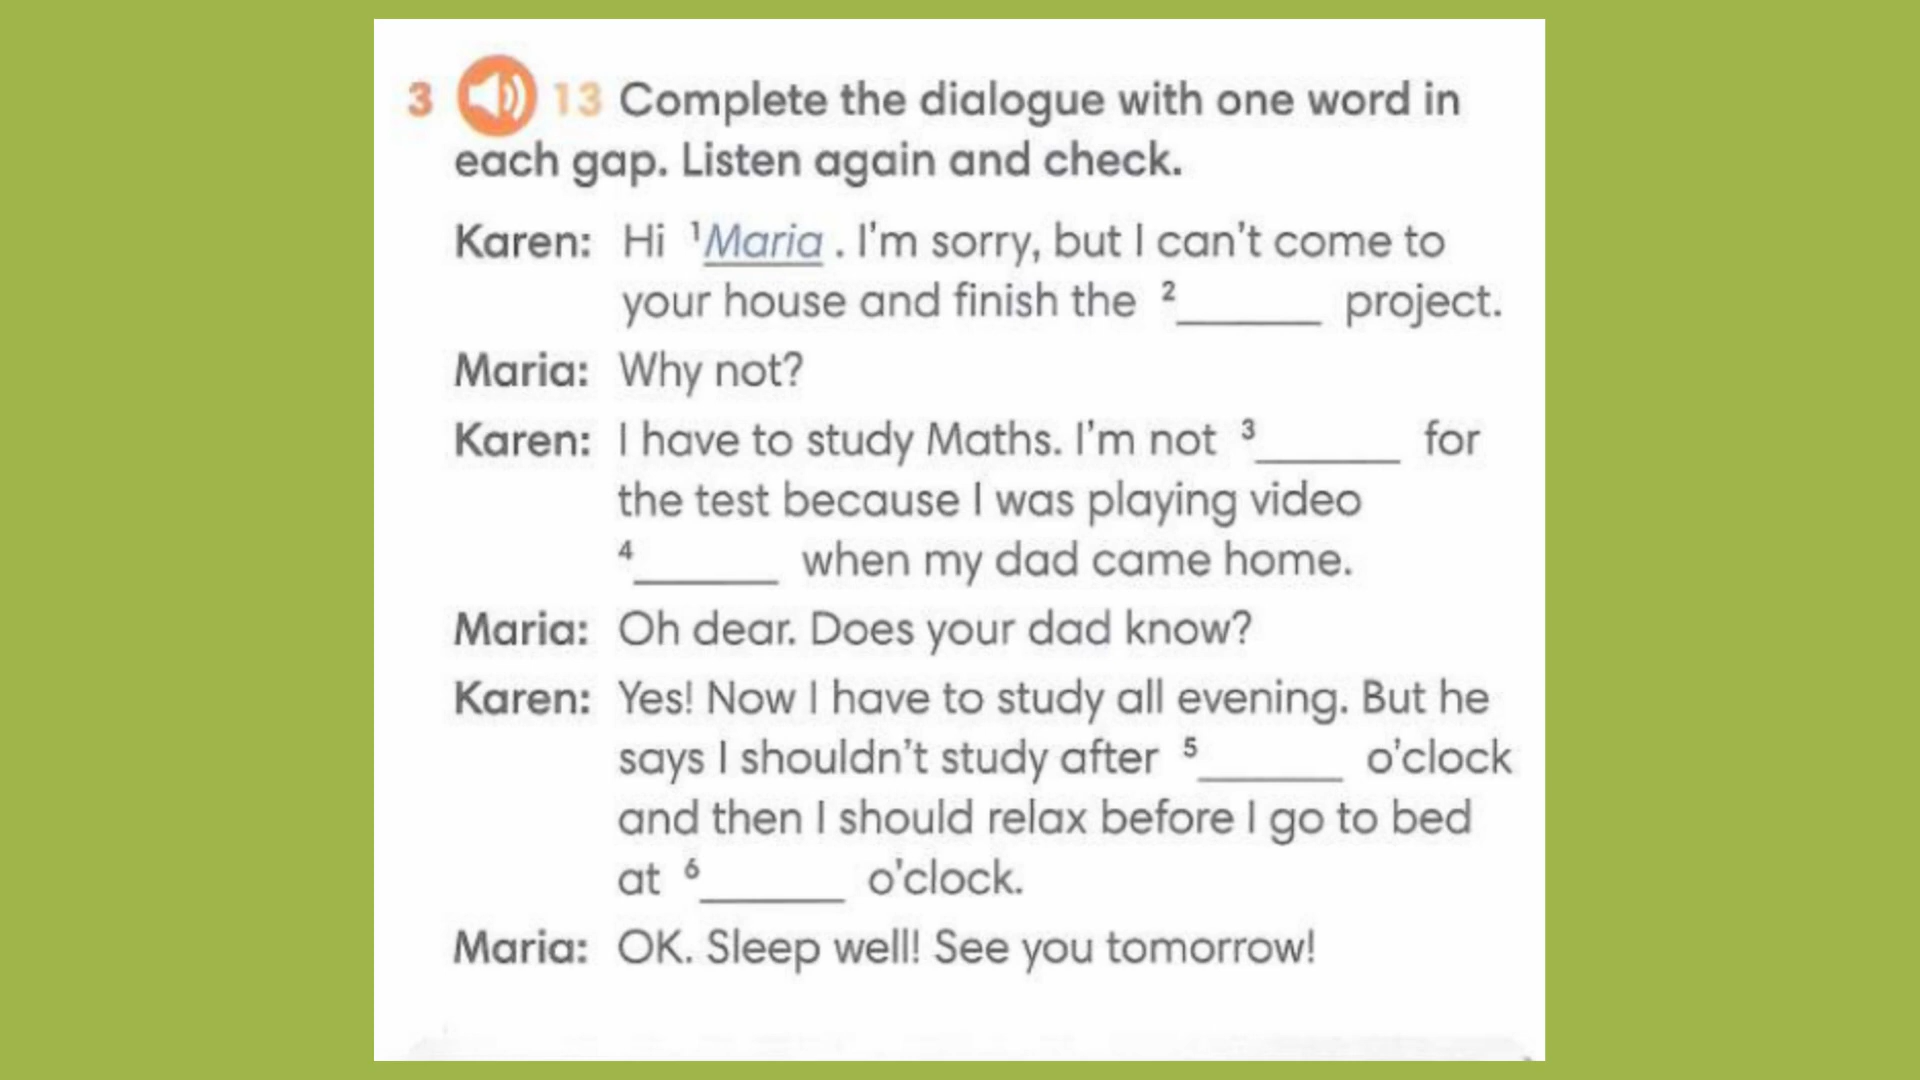 3 13 Complete the dialogue with one word in
each gap. Listen again and check.
Karen: Hi ¹Maria. I'm sorry, but I can't come to
your house and finish the ²______ project.
Maria: Why not?
Karen: I have to study Maths. I'm not ³______ for
the test because I was playing video
⁴______ when my dad came home.
Maria: Oh dear. Does your dad know?
Karen: Yes! Now I have to study all evening. But he
says I shouldn't study after ⁵______ o'clock
and then I should relax before I go to bed
at ⁶______ o'clock.
Maria: OK. Sleep well! See you tomorrow!